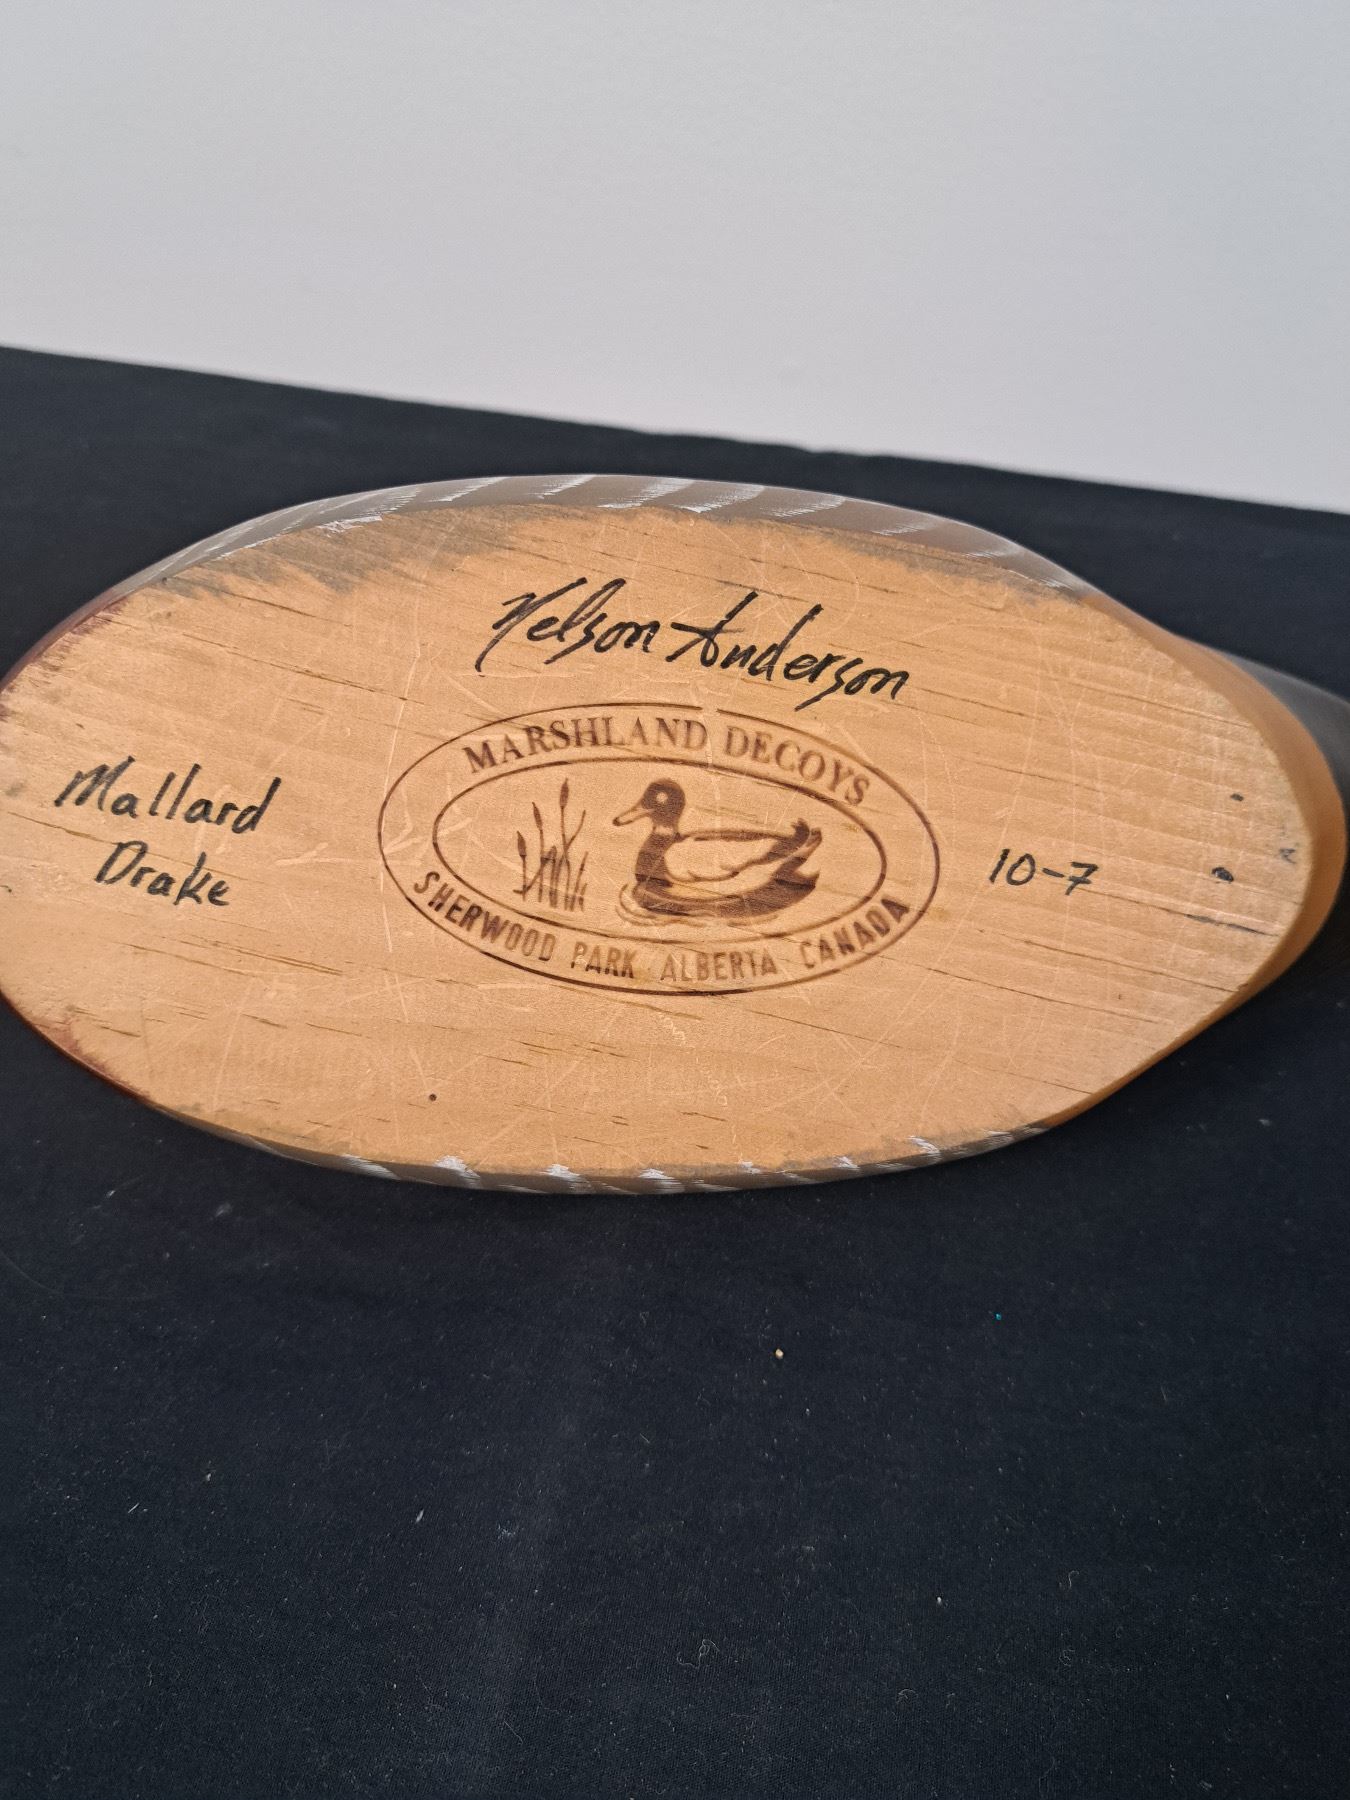 Nelson Anderson
MARSHLAND DECOYS
Mallard
Drake
10-7
SHERWOOD PARK ALBERTA CANADA